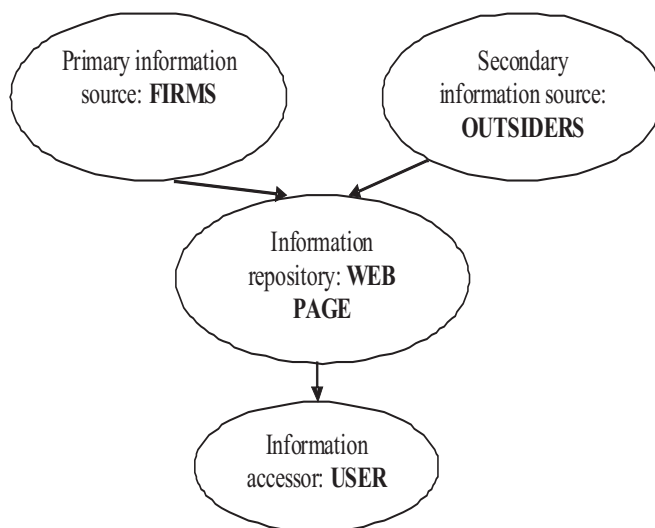 Primary information
source: FIRMS
Secondary
information source:
OUTSIDERS
Information
repository: WEB
PAGE
Information
accessor: USER